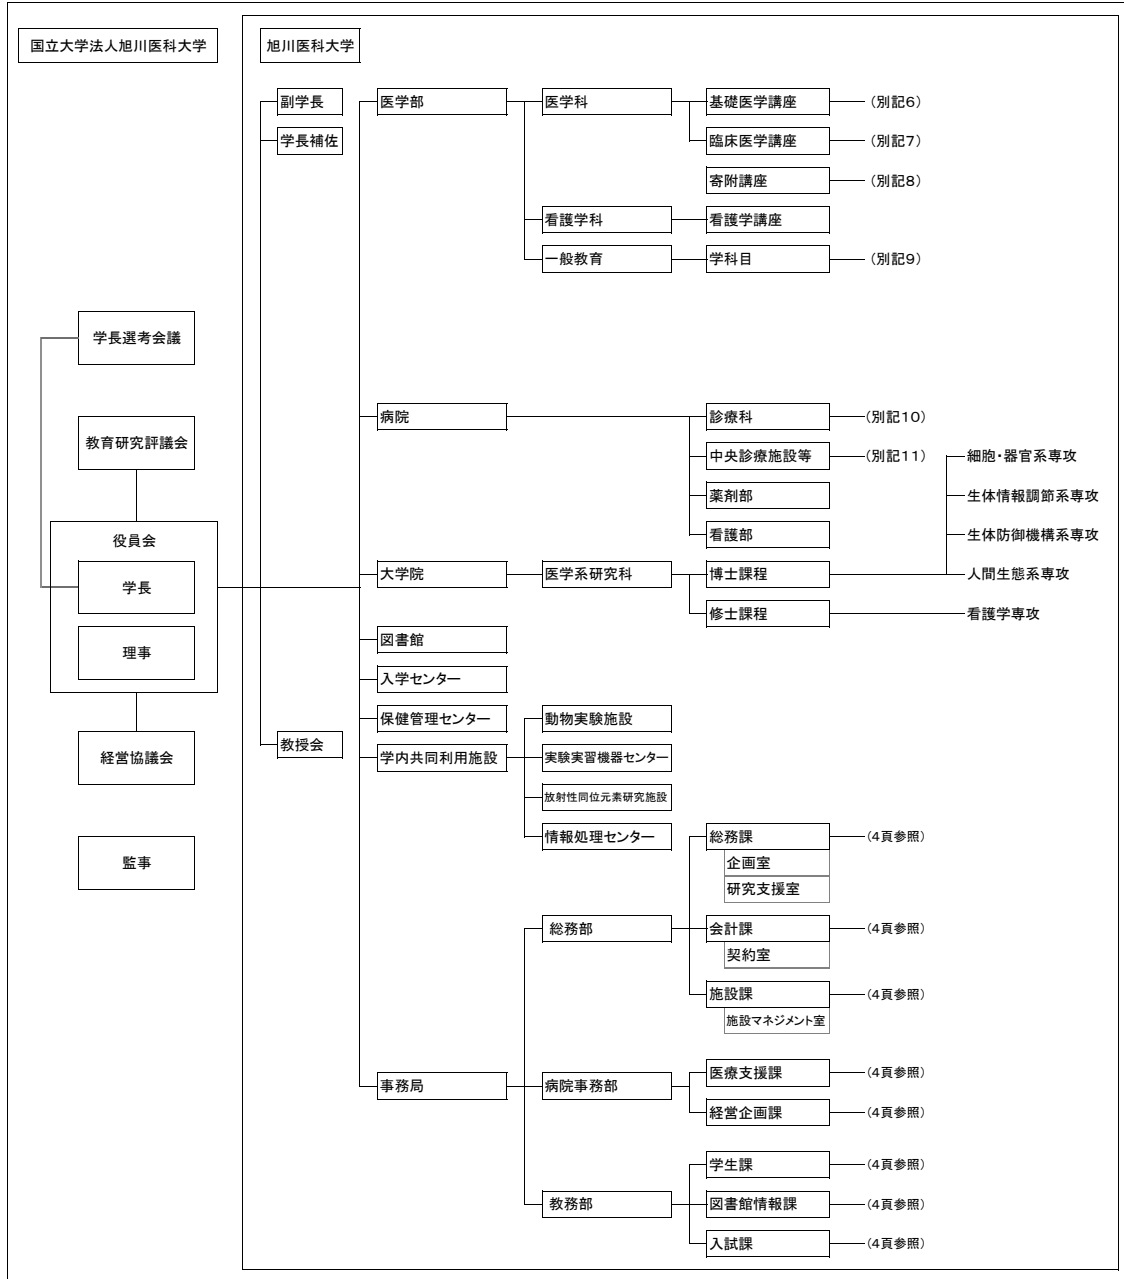 国立大学法人旭川医科大学
旭川医科大学
副学長
医学部
医学科
基礎医学講座
(別記6)
学長補佐
臨床医学講座
(別記7)
寄附講座
(別記8)
看護学科
看護学講座
一般教育
学科目
(別記9)
学長選考会議
病院
診療科
(別記10)
教育研究評議会
中央診療施設等
(別記11)
細胞・器官系専攻
薬剤部
生体情報調節系専攻
役員会
看護部
生体防御機構系専攻
学長
大学院
医学系研究科
博士課程
人間生態系専攻
修士課程
看護学専攻
理事
図書館
入学センター
保健管理センター
動物実験施設
教授会
経営協議会
学内共同利用施設
実験実習機器センター
放射性同位元素研究施設
情報処理センター
総務課
(4頁参照)
監事
企画室
研究支援室
総務部
会計課
(4頁参照)
契約室
施設課
(4頁参照)
施設マネジメント室
事務局
病院事務部
医療支援課
(4頁参照)
経営企画課
(4頁参照)
学生課
(4頁参照)
教務部
図書館情報課
(4頁参照)
入試課
(4頁参照)